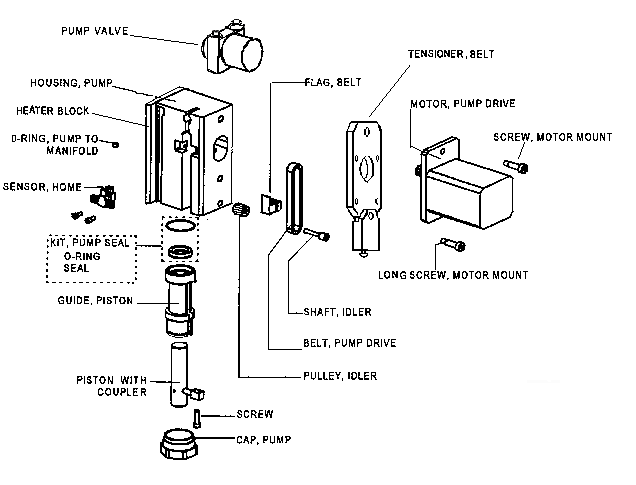 PUMP VALVE
TENSIONER, BELT
HOUSING, PUMP
FLAG, BELT
HEATER BLOCK
MOTOR, PUMP DRIVE
O-RING, PUMP TO
MANIFOLD
SCREW, MOTOR MOUNT
SENSOR, HOME
KIT, PUMP SEAL
O-RING
SEAL
LONG SCREW, MOTOR MOUNT
GUIDE, PISTON
SHAFT, IDLER
BELT, PUMP DRIVE
PISTON WITH
COUPLER
PULLEY, IDLER
SCREW
CAP, PUMP